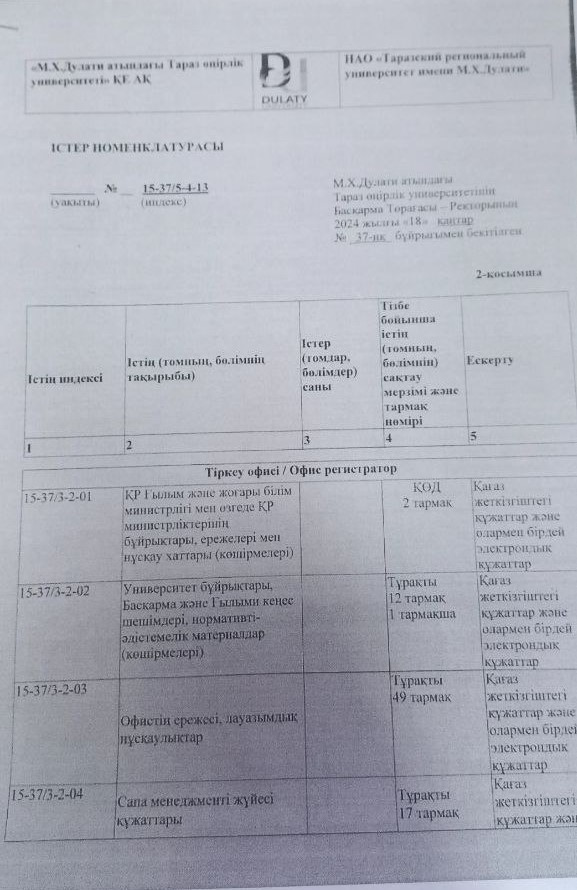 «М.Х.Дулати атындағы Тараз өңірлік
университеті» КЕ АҚ
DULATY
НАО «Таразский региональный
университет имени М.Х.Дулати»
ІСТЕР НОМЕНКЛАТУРАСЫ
№ 15-37/5-4-13
(уақыты) (индекс)
М.Х.Дулати атындағы
Тараз өңірлік университетінің
Басқарма Төрағасы – Ректорының
2024 жылғы «18» қаңтар
№ 37-нқ бұйрығымен бекітілген
2-қосымша
Істің индексі
Істің (томның, бөлімнің
тақырыбы)
Істер
(томдар,
бөлімдер)
саны
Тізбе
бойынша
істің
(томның,
бөлімнің)
сақтау
мерзімі және
тармақ
нөмірі
Ескерту
1 2 3 4 5
Тіркеу офисі / Офис регистратор
15-37/3-2-01
ҚР Ғылым және жоғары білім
министрлігі мен өзгеде ҚР
министрліктерінің
бұйрықтары, ережелері мен
нұсқау хаттары (көшірмелері)
ҚӨД
2 тармақ
Қағаз
жеткізгіштегі
құжаттар және
олармен бірдей
электрондық
құжаттар
15-37/3-2-02
Университет бұйрықтары,
Басқарма және Ғылыми кеңес
шешімдері, нормативті-
әдістемелік материалдар
(көшірмелері)
Тұрақты
12 тармақ
1 тармақша
Қағаз
жеткізгіштегі
құжаттар және
олармен бірдей
электрондық
құжаттар
15-37/3-2-03
Офистің ережесі, лауазымдық
нұсқаулықтар
Тұрақты
49 тармақ
Қағаз
жеткізгіштегі
құжаттар және
олармен бірдей
электрондық
құжаттар
15-37/3-2-04
Сапа менеджменті жүйесі
құжаттары
Тұрақты
17 тармақ
Қағаз
жеткізгіштегі
құжаттар жән